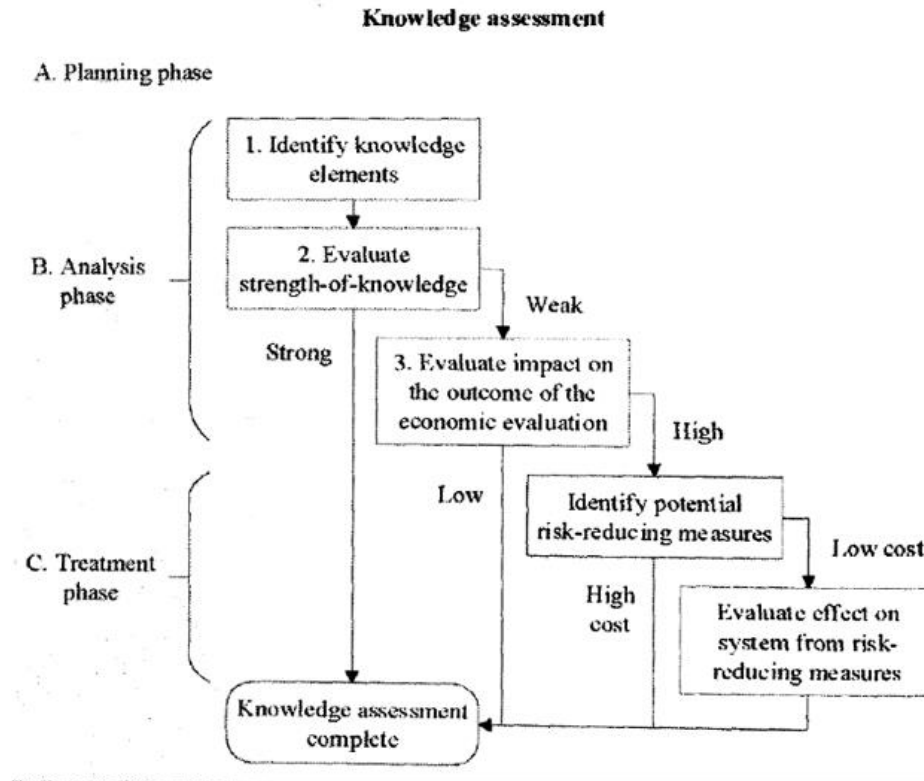 Knowledge assessment
A. Planning phase
1. Identify knowledge
elements
B. Analysis
phase
2. Evaluate
strength-of-knowledge
Weak
Strong
3. Evaluate impact on
the outcome of the
economic evaluation
High
Low
Identify potential
risk-reducing measures
C. Treatment
phase
Low cost
High
cost
Evaluate effect on
system from risk-
reducing measures
Knowledge assessment
complete